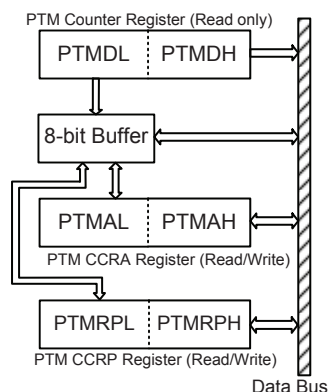 PTM Counter Register (Read only)
PTMDL PTMDH
8-bit Buffer
PTMAL PTMAH
PTM CCRA Register (Read/Write)
PTMRPL PTMRPH
PTM CCRP Register (Read/Write)
Data Bus